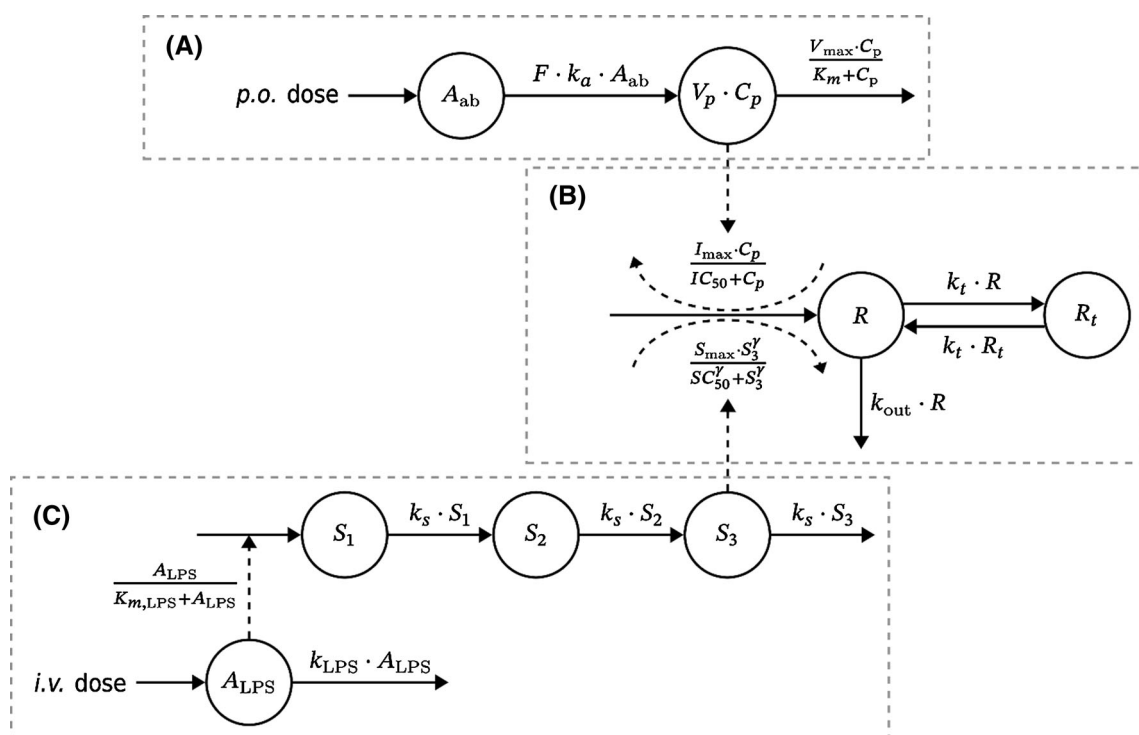 (A)
p.o. dose
A_ab
F · k_a · A_ab
V_p · C_p
V_max·C_p / K_m+C_p
(B)
I_max·C_p / IC_50+C_p
R
k_t · R
k_t · R_t
R_t
S_max·S_3^γ / SC_50^γ+S_3^γ
k_out · R
(C)
S_1
k_s · S_1
S_2
k_s · S_2
S_3
k_s · S_3
A_LPS / K_m,LPS+A_LPS
i.v. dose
A_LPS
k_LPS · A_LPS